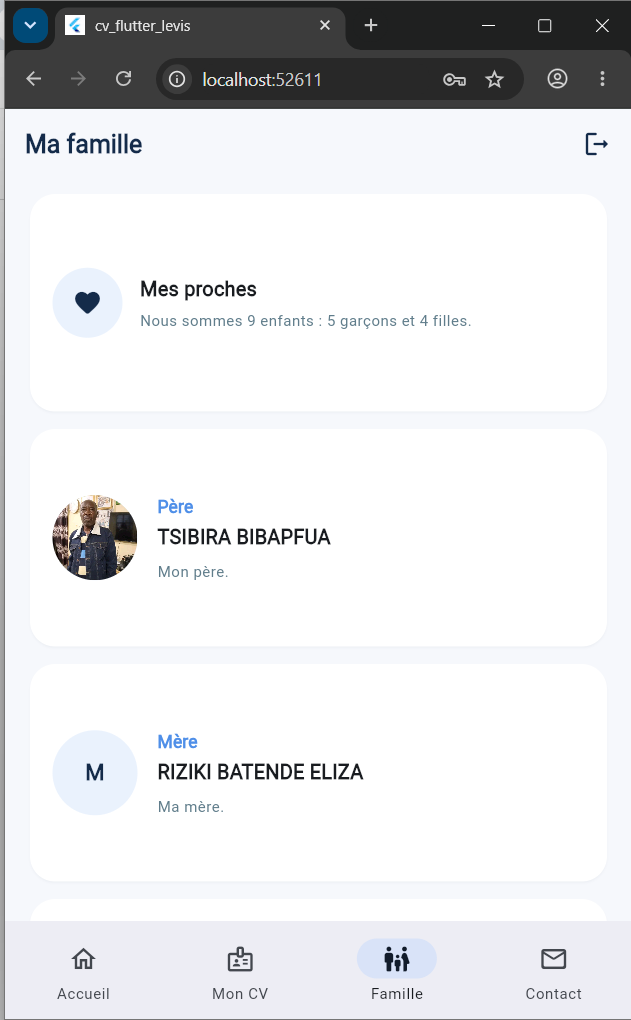 cv_flutter_levis
localhost:52611
Ma famille
Mes proches
Nous sommes 9 enfants : 5 garçons et 4 filles.
Père
TSIBIRA BIBAPFUA
Mon père.
M
Mère
RIZIKI BATENDE ELIZA
Ma mère.
Accueil
Mon CV
Famille
Contact